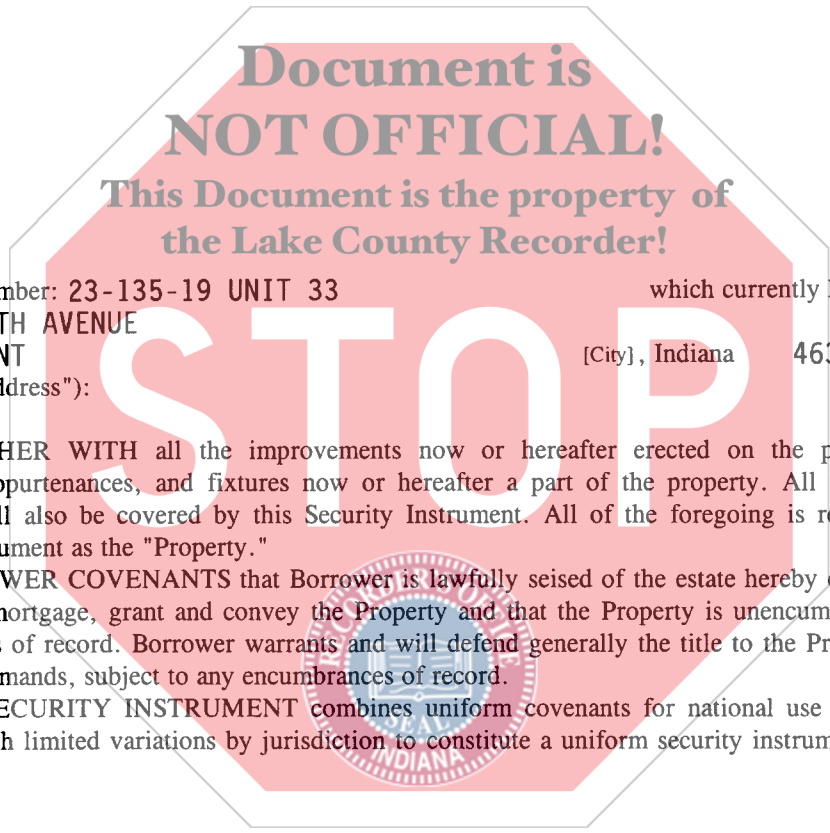 Document is
NOT OFFICIAL!
This Document is the property of
the Lake County Recorder!
mber: 23-135-19 UNIT 33 which currently
TH AVENUE
NT [City], Indiana 463
ddress"):
STOP
HER WITH all the improvements now or hereafter erected on the p
ppurtenances, and fixtures now or hereafter a part of the property. All
ll also be covered by this Security Instrument. All of the foregoing is re
ument as the "Property."
WER COVENANTS that Borrower is lawfully seised of the estate hereby
mortgage, grant and convey the Property and that the Property is unencum
s of record. Borrower warrants and will defend generally the title to the Pr
mands, subject to any encumbrances of record.
ECURITY INSTRUMENT combines uniform covenants for national use
h limited variations by jurisdiction to constitute a uniform security instrum
RECORDER OF THE
SEAL
INDIANA